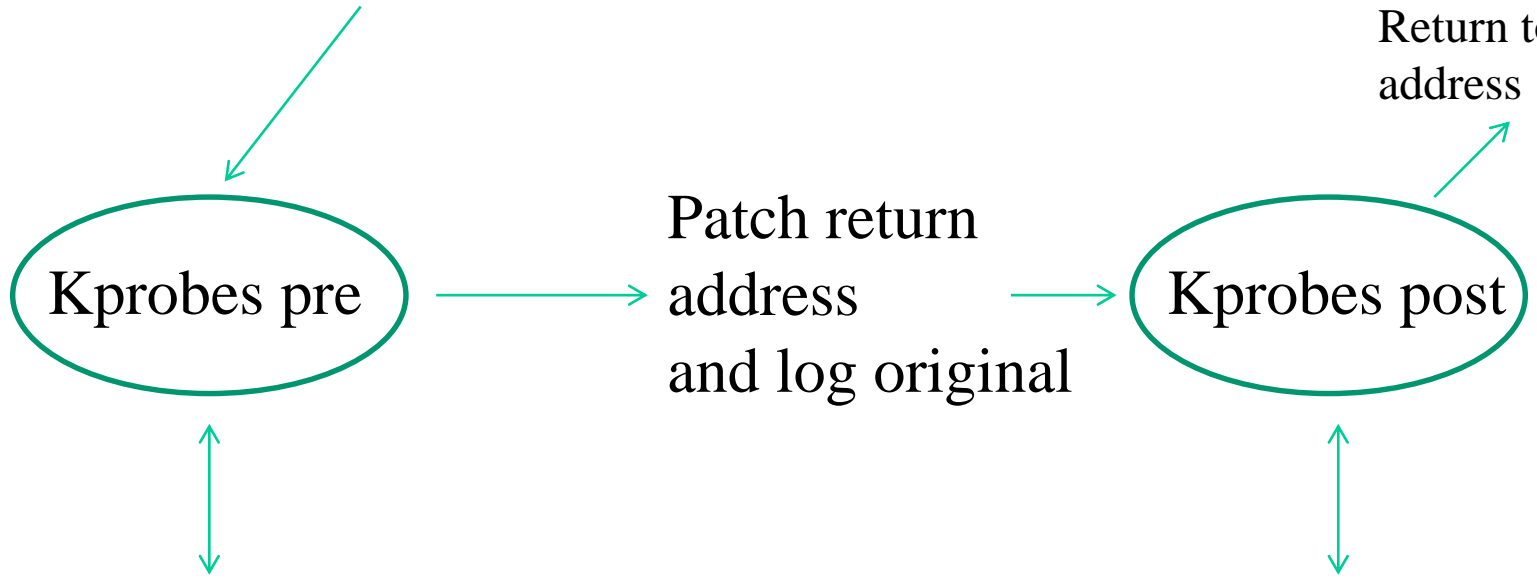 Return
address
Kprobes pre
Patch return
address
and log original
Kprobes post